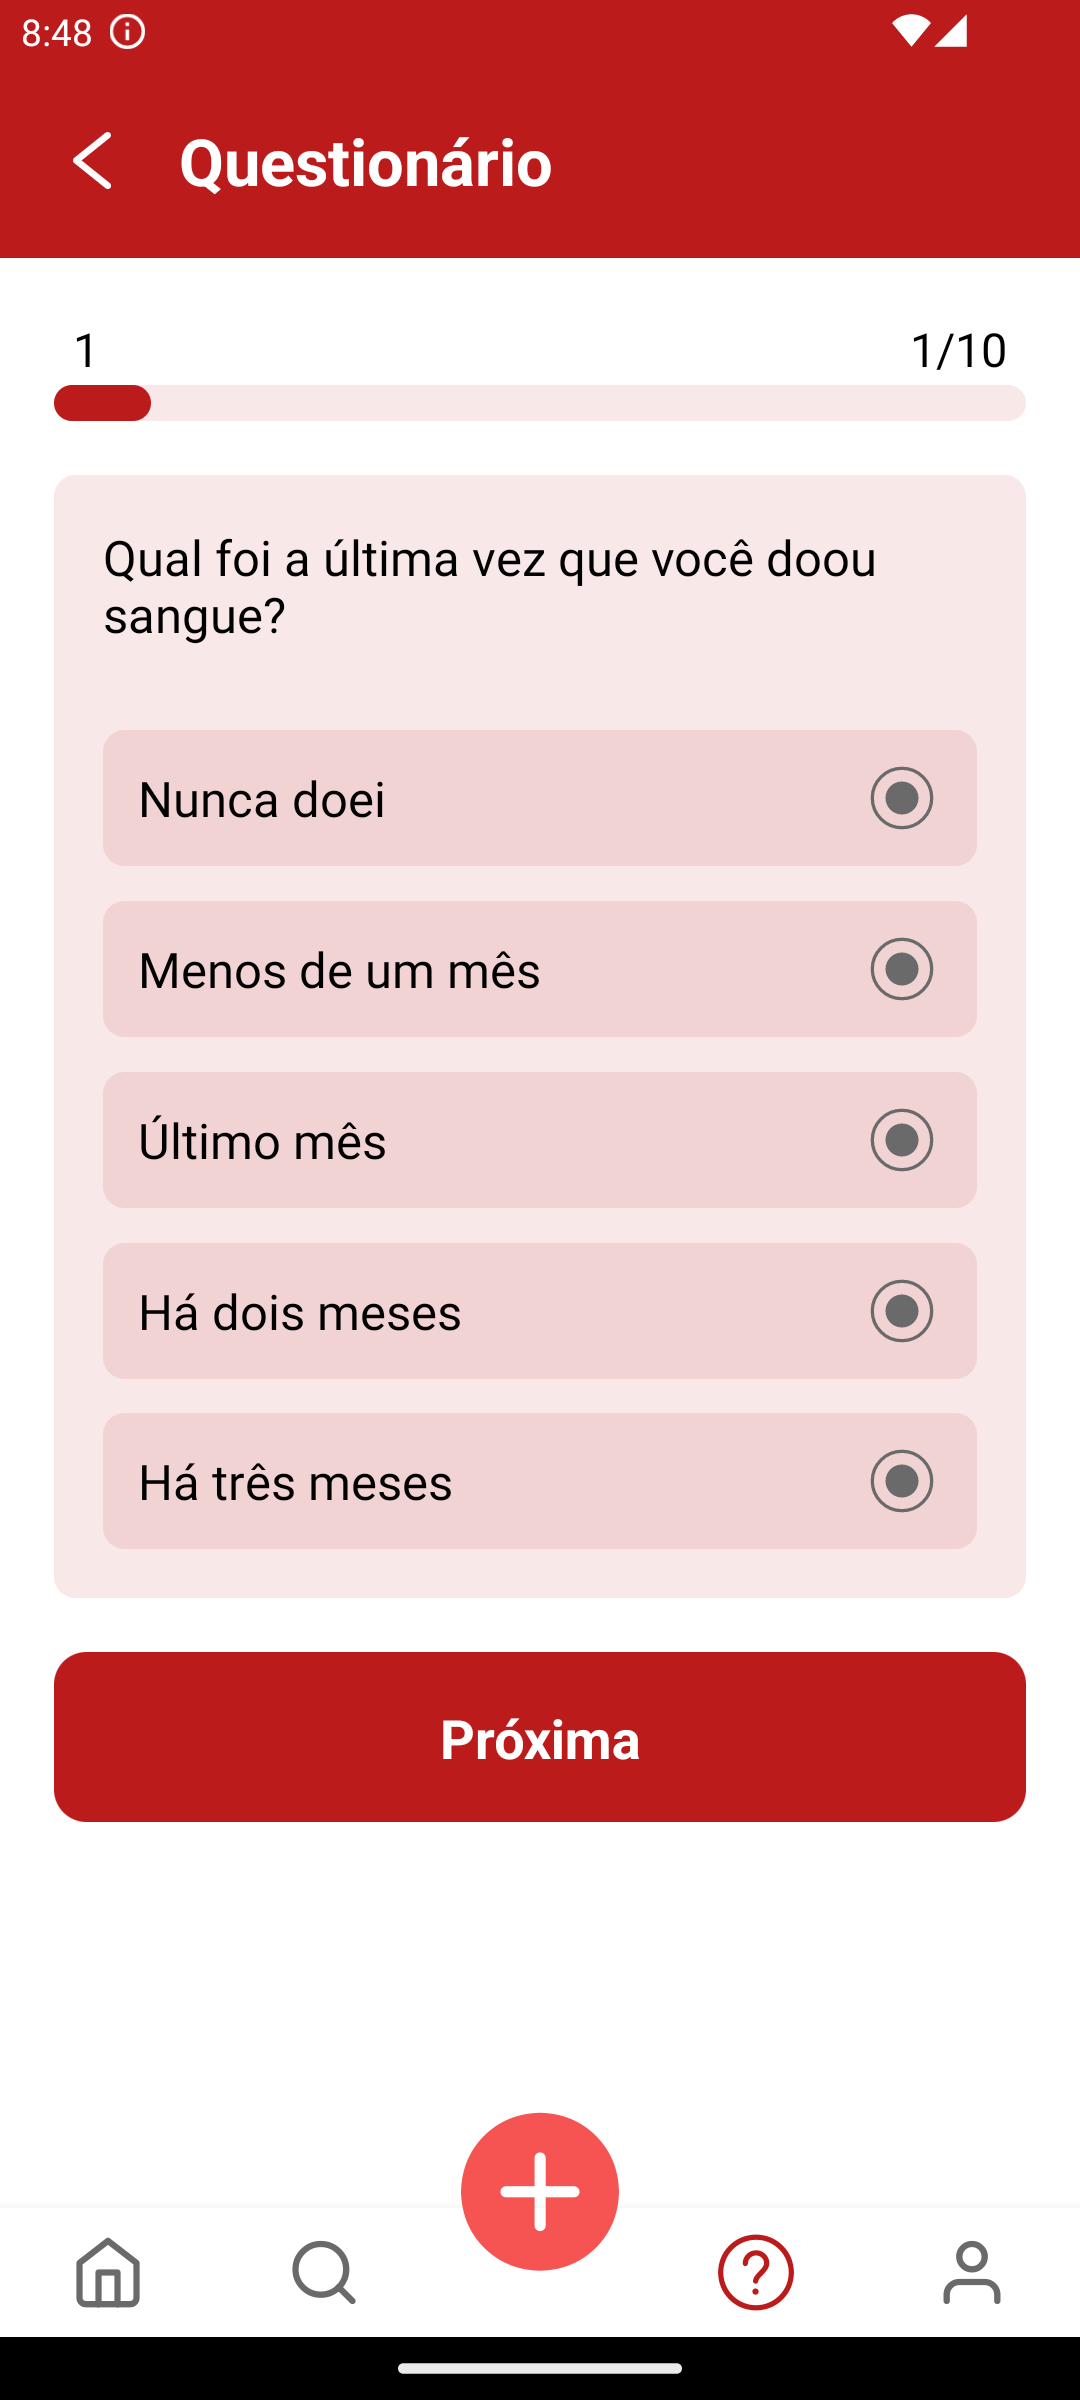 8:48
Questionário
1
1/10
Qual foi a última vez que você doou
sangue?
Nunca doei
Menos de um mês
Último mês
Há dois meses
Há três meses
Próxima